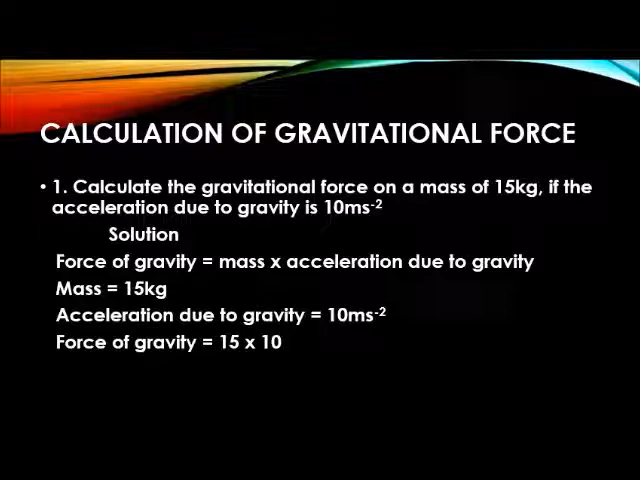 CALCULATION OF GRAVITATIONAL FORCE
• 1. Calculate the gravitational force on a mass of 15kg, if the
acceleration due to gravity is 10ms⁻²
Solution
Force of gravity = mass x acceleration due to gravity
Mass = 15kg
Acceleration due to gravity = 10ms⁻²
Force of gravity = 15 x 10